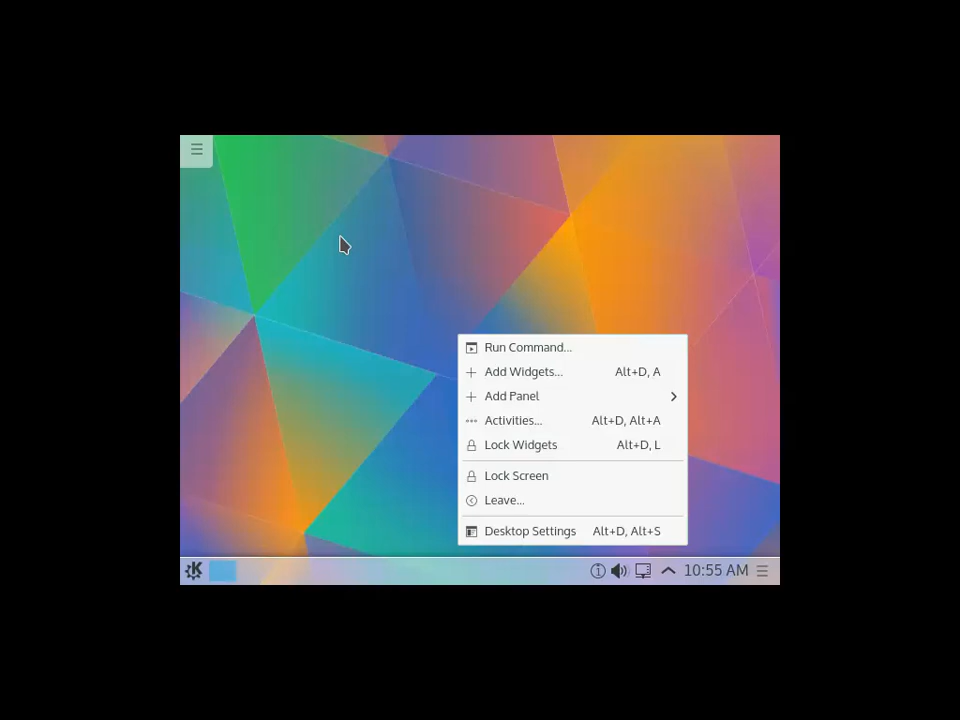 Run Command...
Add Widgets... Alt+D, A
Add Panel
Activities... Alt+D, Alt+A
Lock Widgets Alt+D, L
Lock Screen
Leave...
Desktop Settings Alt+D, Alt+S
10:55 AM